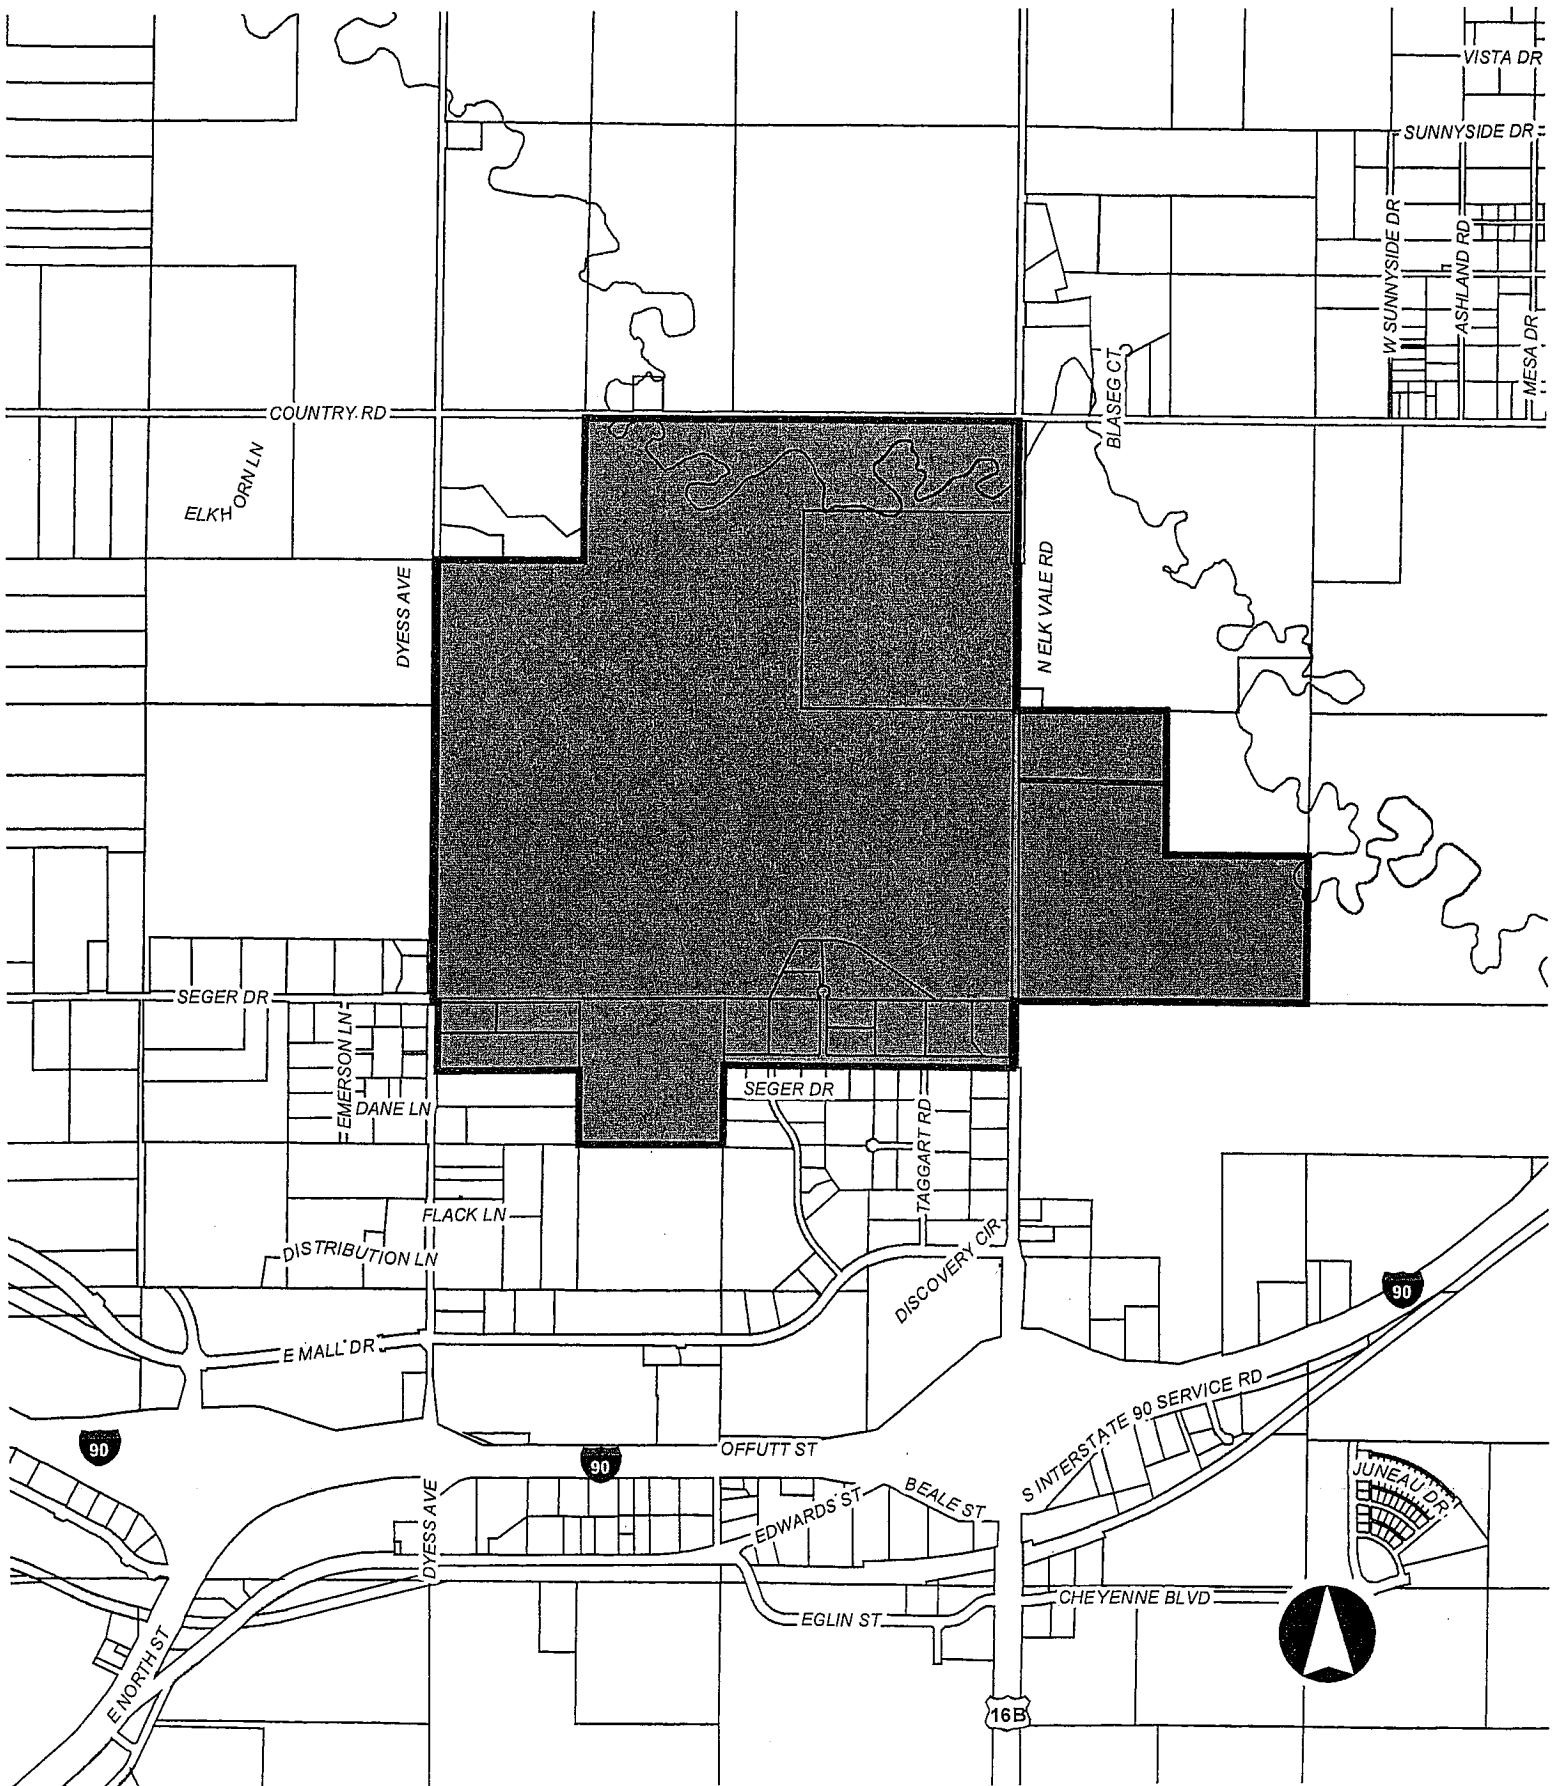 VISTA DR
SUNNYSIDE DR
W SUNNYSIDE DR
ASHLAND RD
MESA DR
BLASEG CT
COUNTRY RD
ELKHORN LN
DYESS AVE
N ELK VALE RD
SEGER DR
EMERSON LN
DANE LN
SEGER DR
TAGGART RD
FLACK LN
DISTRIBUTION LN
DISCOVERY CIR
90
E MALL DR
S INTERSTATE 90 SERVICE RD
90
90
OFFUTT ST
JUNEAU DR
DYESS AVE
EDWARDS ST
BEALE ST
CHEYENNE BLVD
EGLIN ST
E NORTH ST
16B